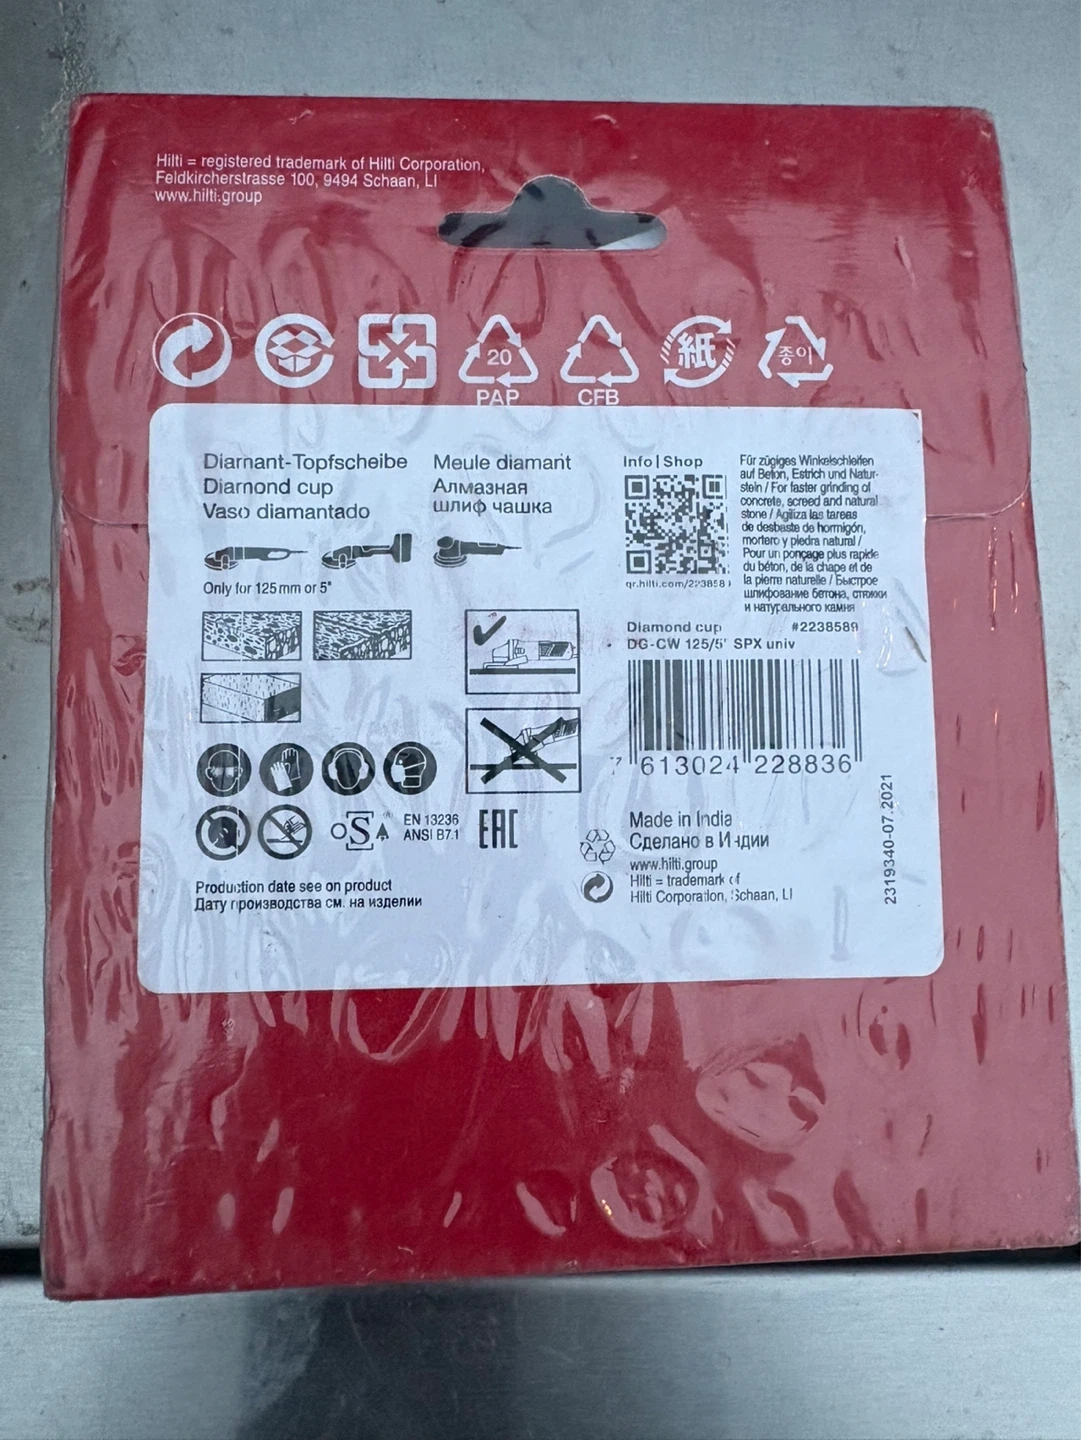 Hilti = registered trademark of Hilti Corporation,
Feldkircherstrasse 100, 9494 Schaan, LI
www.hilti.group
20
PAP
CFB
紙
종이
Diamant-Topfscheibe
Diamond cup
Vaso diamantado
Meule diamant
Алмазная
шлиф чашка
Only for 125 mm or 5"
Info | Shop
qr.hilti.com/22385
Für zügiges Winkelschleifen
auf Beton, Estrich und Natur-
stein / For faster grinding of
concrete, screed and natural
stone / Agiliza las tareas
de desbaste de hormigón,
mortero y piedra natural /
Pour un ponçage plus rapide
du béton, de la chape et de
la pierre naturelle / Быстрое
шлифование бетона, стяжки
и натурального камня
Diamond cup #2238589
DG-CW 125/5" SPX univ
7 613024 228836
OSA
EN 13236
ANSI B7.1
EAC
Production date see on product
Дату производства см. на изделии
Made in India
Сделано в Индии
www.hilti.group
Hilti = trademark of
Hilti Corporation, Schaan, LI
2319340-07.2021